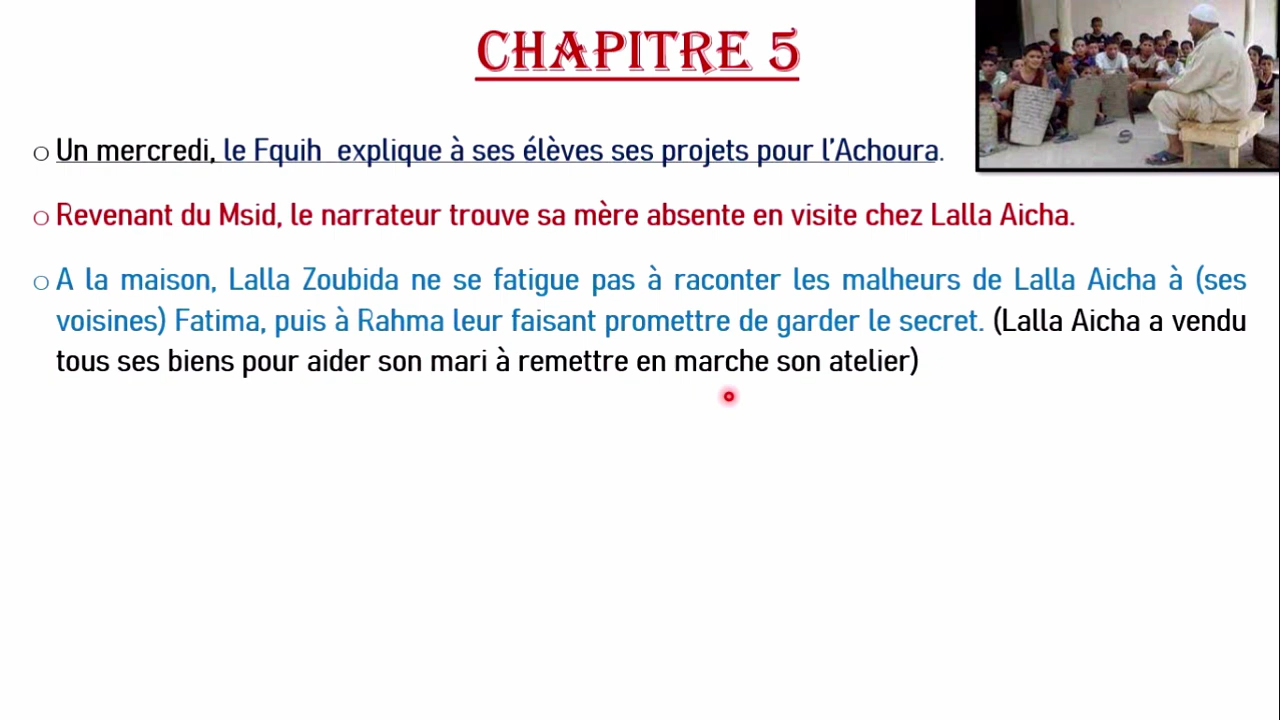 CHAPITRE 5
○ Un mercredi, le Fquih explique à ses élèves ses projets pour l'Achoura.
○ Revenant du Msid, le narrateur trouve sa mère absente en visite chez Lalla Aicha.
○ A la maison, Lalla Zoubida ne se fatigue pas à raconter les malheurs de Lalla Aicha à (ses
voisines) Fatima, puis à Rahma leur faisant promettre de garder le secret. (Lalla Aicha a vendu
tous ses biens pour aider son mari à remettre en marche son atelier)